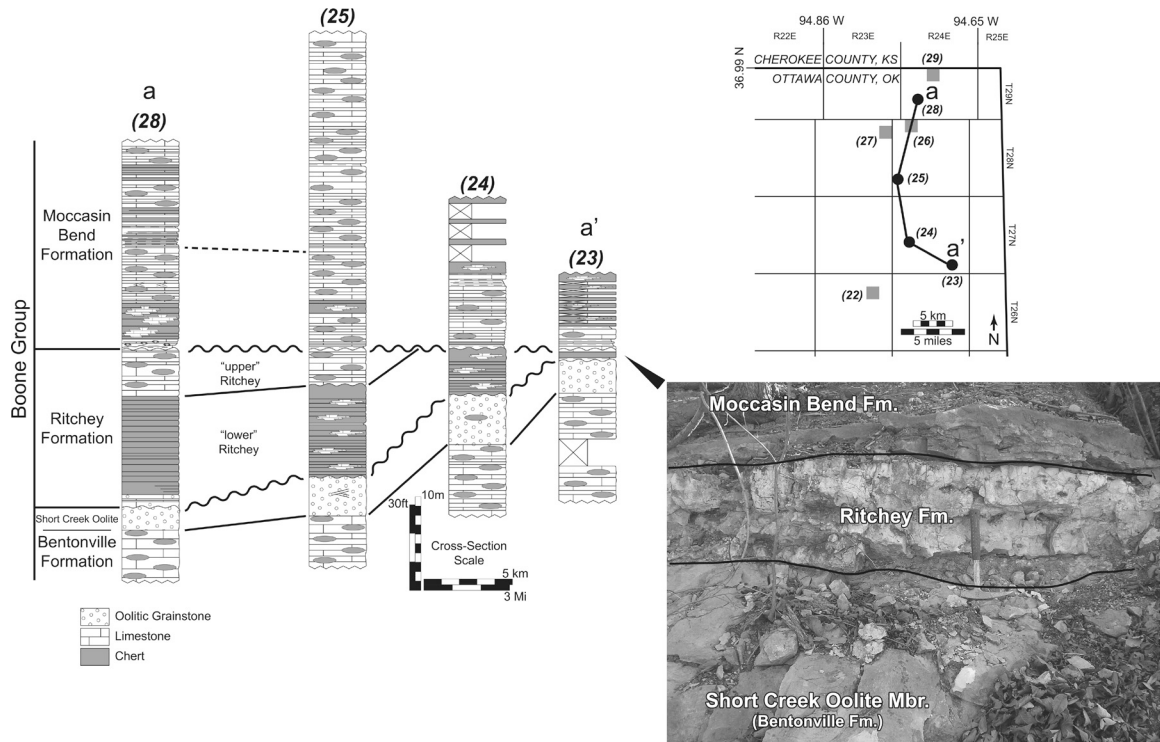 a
(28)
(25)
(24)
a'
(23)
Boone Group
Moccasin
Bend
Formation
Ritchey
Formation
Short Creek Oolite
Bentonville
Formation
"upper"
Ritchey
"lower"
Ritchey
30ft
10m
Cross-Section
Scale
5 km
3 Mi
Oolitic Grainstone
Limestone
Chert
94.86 W
94.65 W
R22E
R23E
R24E
R25E
36.99 N
CHEROKEE COUNTY, KS
OTTAWA COUNTY, OK
(29)
a
(28)
(27)
(26)
(25)
(24)
a'
(23)
(22)
T29N
T28N
T27N
T26N
5 km
5 miles
N
Moccasin Bend Fm.
Ritchey Fm.
Short Creek Oolite Mbr.
(Bentonville Fm.)